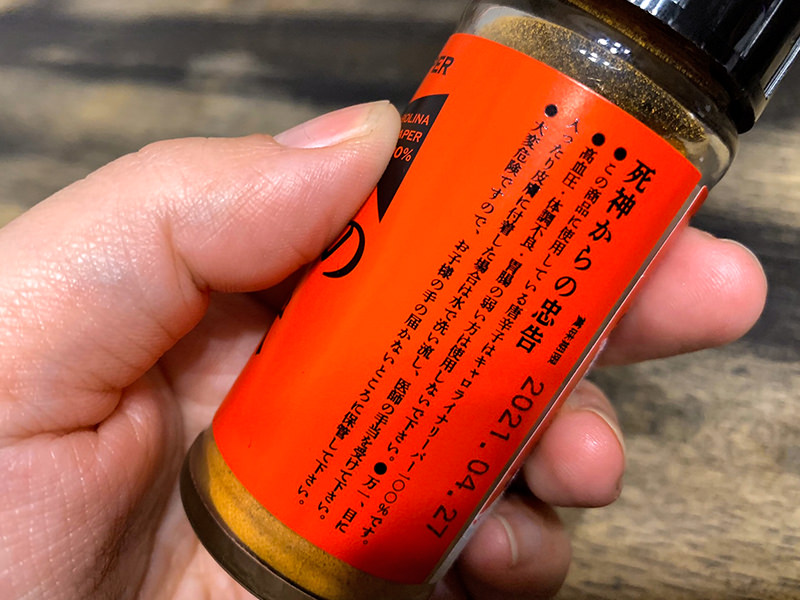 死神からの忠告
賞味期限 2021.04.27
●この商品に使用している唐辛子はキャロライナリーパー一〇〇%です。
●高血圧・体調不良・胃腸の弱い方は使用しないで下さい。●万一、目に
入ったり皮膚に付着した場合は水で洗い流し、医師の手当を受けて下さい。
●大変危険ですので、お子様の手の届かないところに保管して下さい。
の